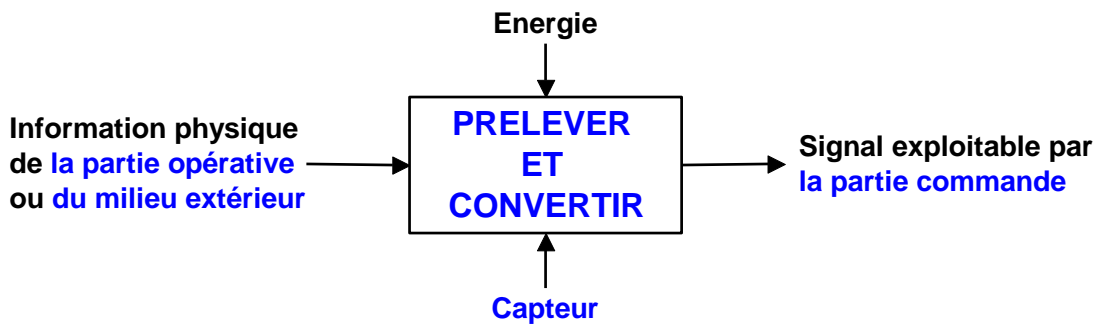 Energie
Information physique
de la partie opérative
ou du milieu extérieur
PRELEVER
ET
CONVERTIR
Signal exploitable par
la partie commande
Capteur